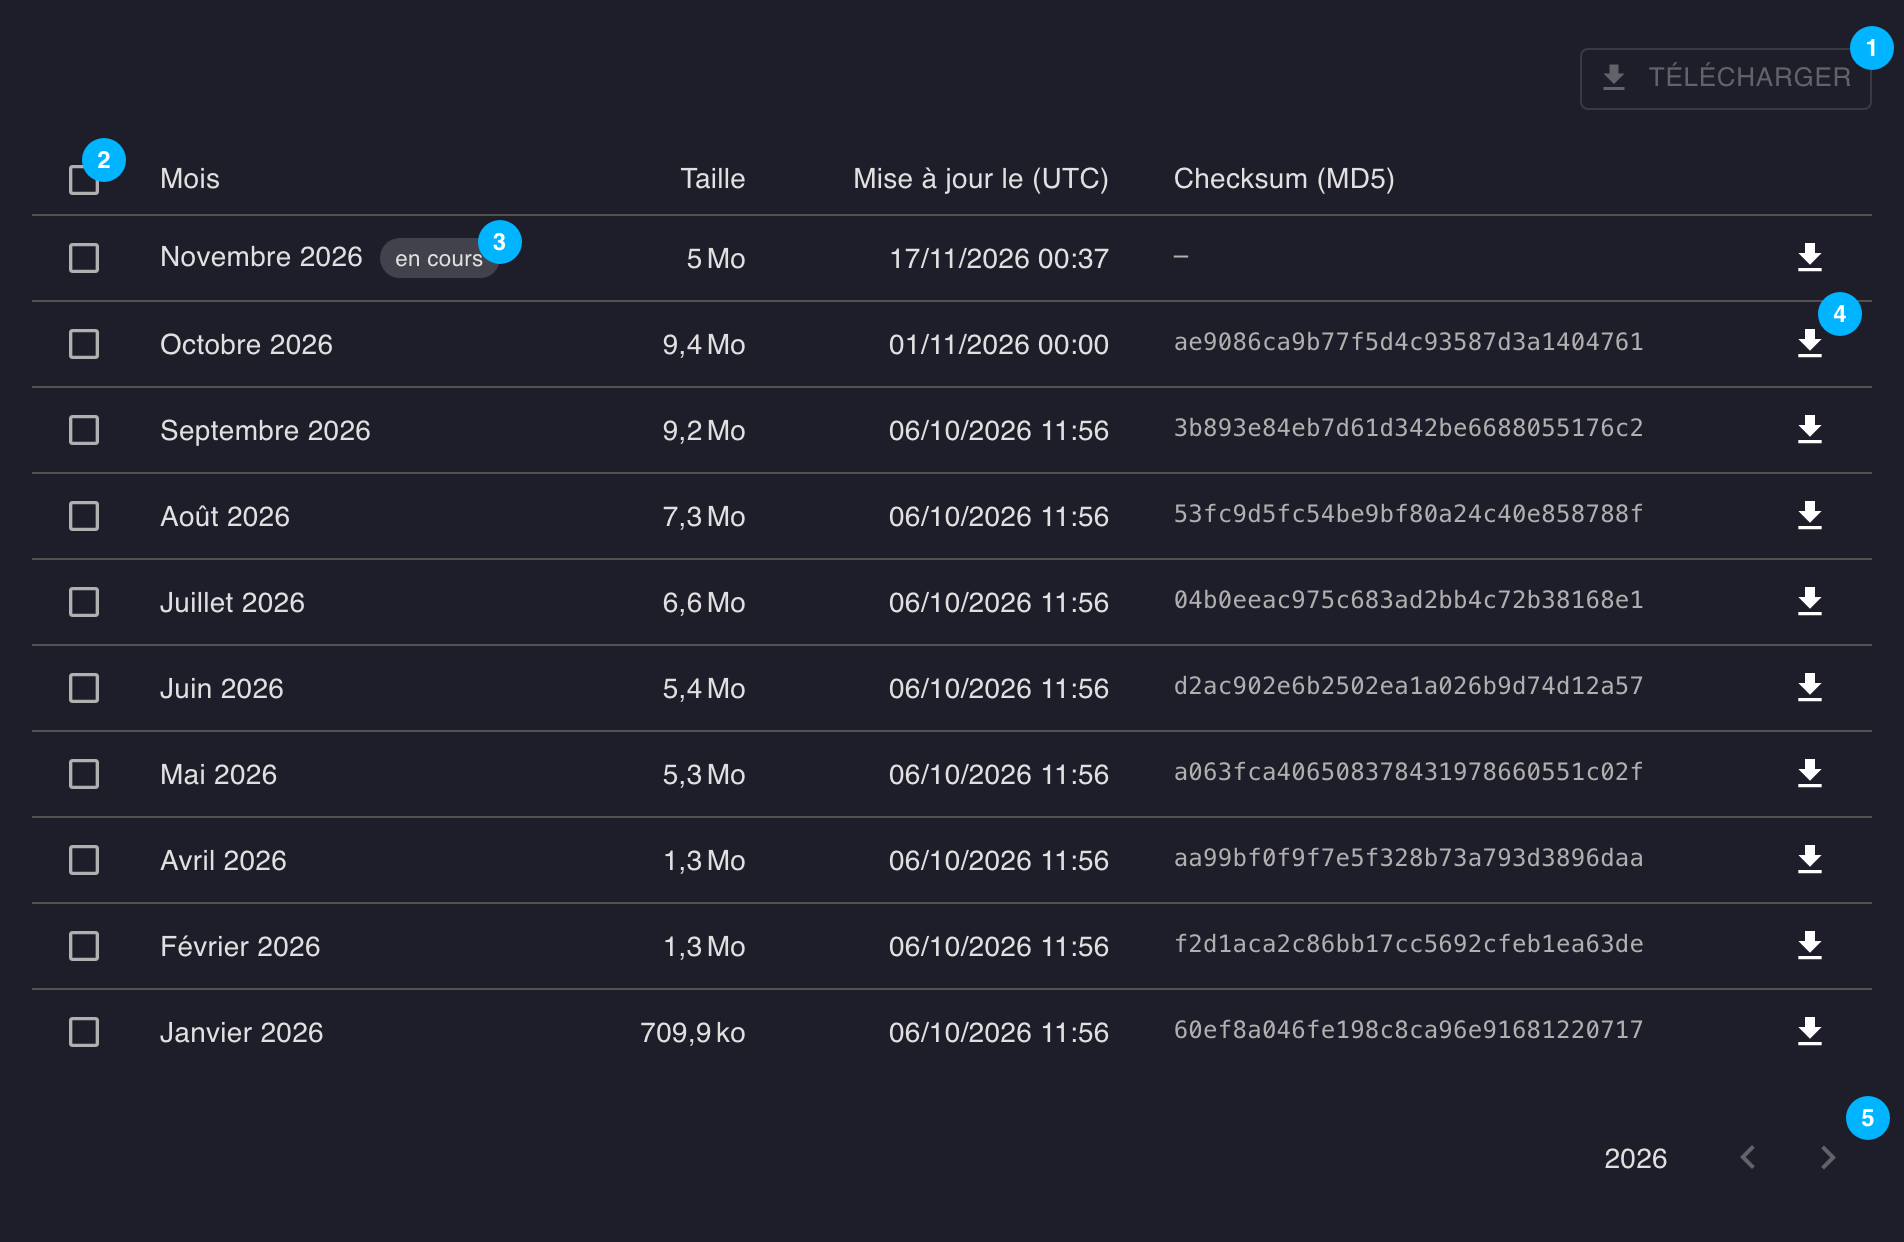 1
TÉLÉCHARGER
2
Mois Taille Mise à jour le (UTC) Checksum (MD5)
3
Novembre 2026 en cours 5 Mo 17/11/2026 00:37 –
4
Octobre 2026 9,4 Mo 01/11/2026 00:00 ae9086ca9b77f5d4c93587d3a1404761
Septembre 2026 9,2 Mo 06/10/2026 11:56 3b893e84eb7d61d342be6688055176c2
Août 2026 7,3 Mo 06/10/2026 11:56 53fc9d5fc54be9bf80a24c40e858788f
Juillet 2026 6,6 Mo 06/10/2026 11:56 04b0eeac975c683ad2bb4c72b38168e1
Juin 2026 5,4 Mo 06/10/2026 11:56 d2ac902e6b2502ea1a026b9d74d12a57
Mai 2026 5,3 Mo 06/10/2026 11:56 a063fca406508378431978660551c02f
Avril 2026 1,3 Mo 06/10/2026 11:56 aa99bf0f9f7e5f328b73a793d3896daa
Février 2026 1,3 Mo 06/10/2026 11:56 f2d1aca2c86bb17cc5692cfeb1ea63de
Janvier 2026 709,9 ko 06/10/2026 11:56 60ef8a046fe198c8ca96e91681220717
5
2026